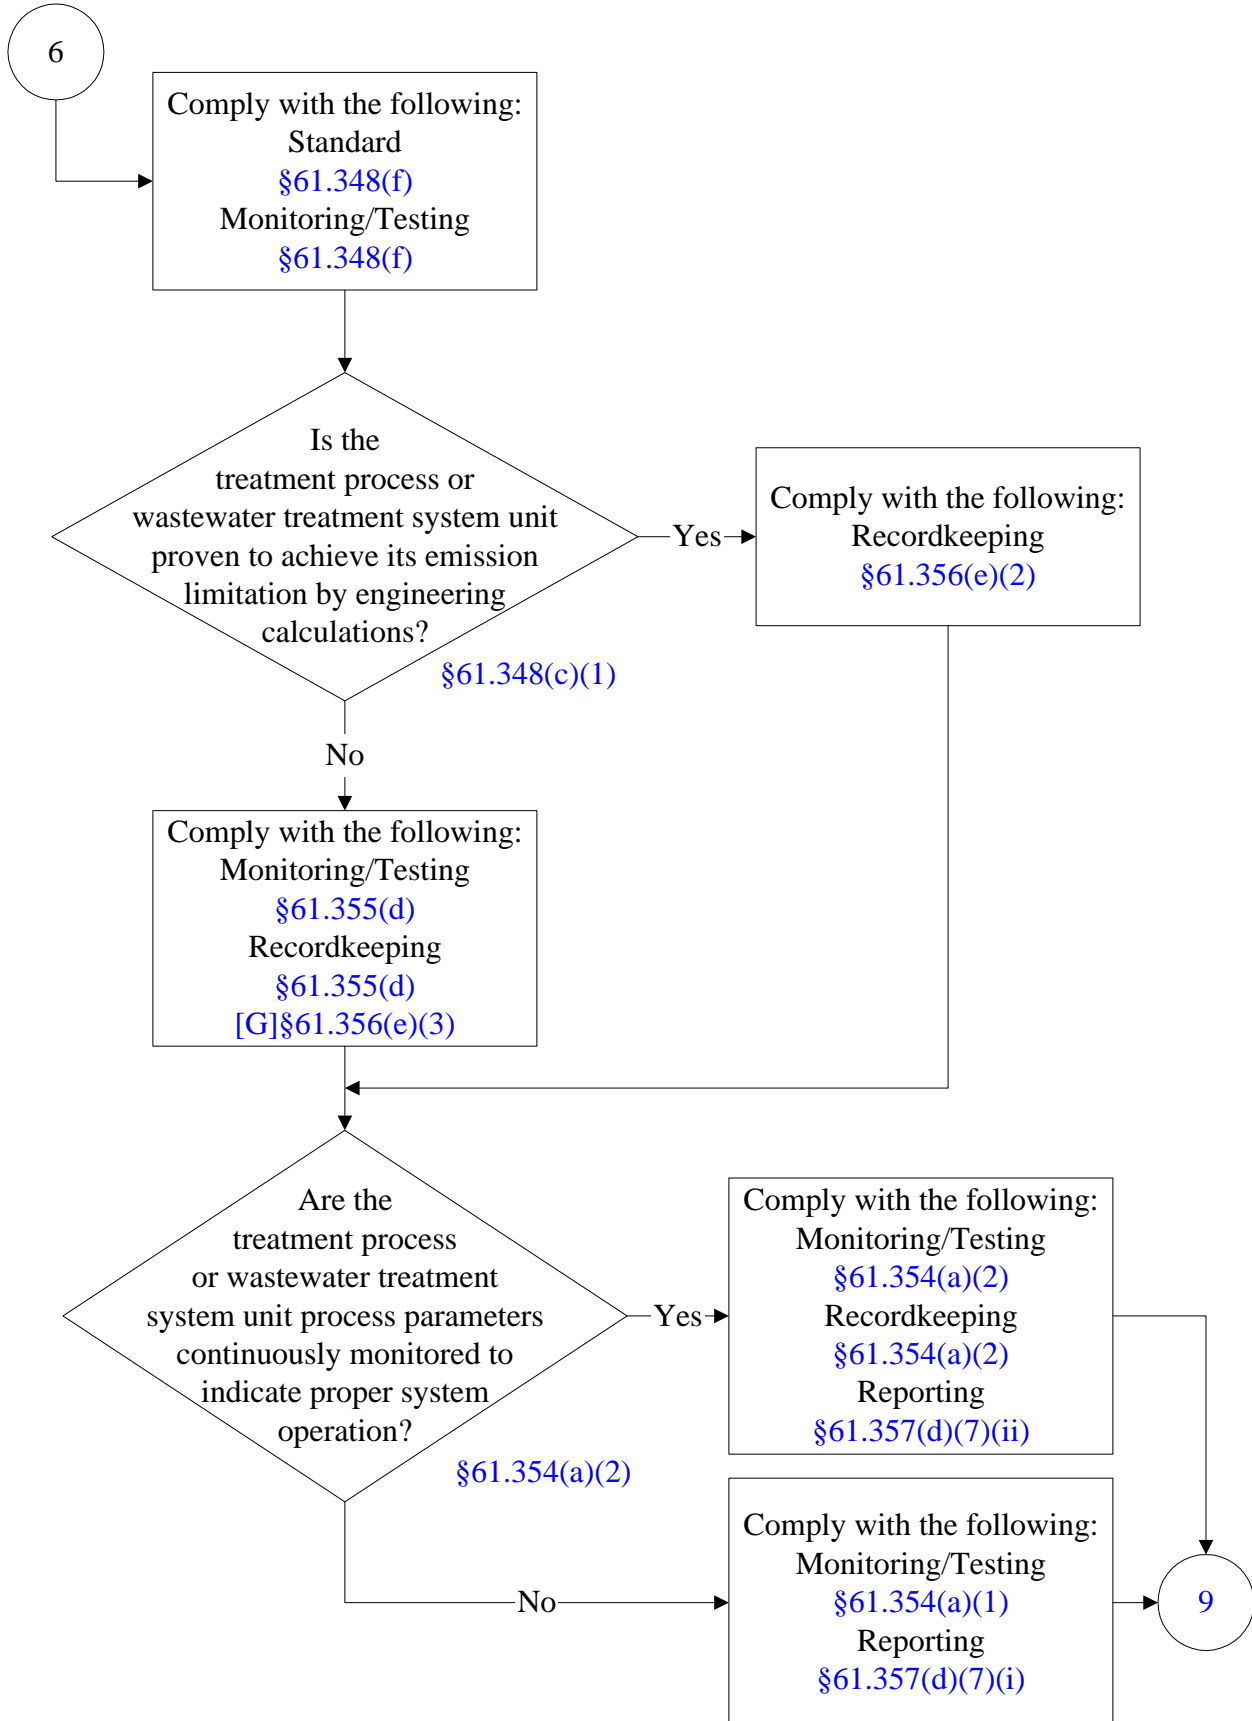 6
Comply with the following:
Standard
§61.348(f)
Monitoring/Testing
§61.348(f)
Is the
treatment process or
wastewater treatment system unit
proven to achieve its emission
limitation by engineering
calculations?
§61.348(c)(1)
Yes
Comply with the following:
Recordkeeping
§61.356(e)(2)
No
Comply with the following:
Monitoring/Testing
§61.355(d)
Recordkeeping
§61.355(d)
[G]§61.356(e)(3)
Are the
treatment process
or wastewater treatment
system unit process parameters
continuously monitored to
indicate proper system
operation?
§61.354(a)(2)
Yes
Comply with the following:
Monitoring/Testing
§61.354(a)(2)
Recordkeeping
§61.354(a)(2)
Reporting
§61.357(d)(7)(ii)
No
Comply with the following:
Monitoring/Testing
§61.354(a)(1)
Reporting
§61.357(d)(7)(i)
9